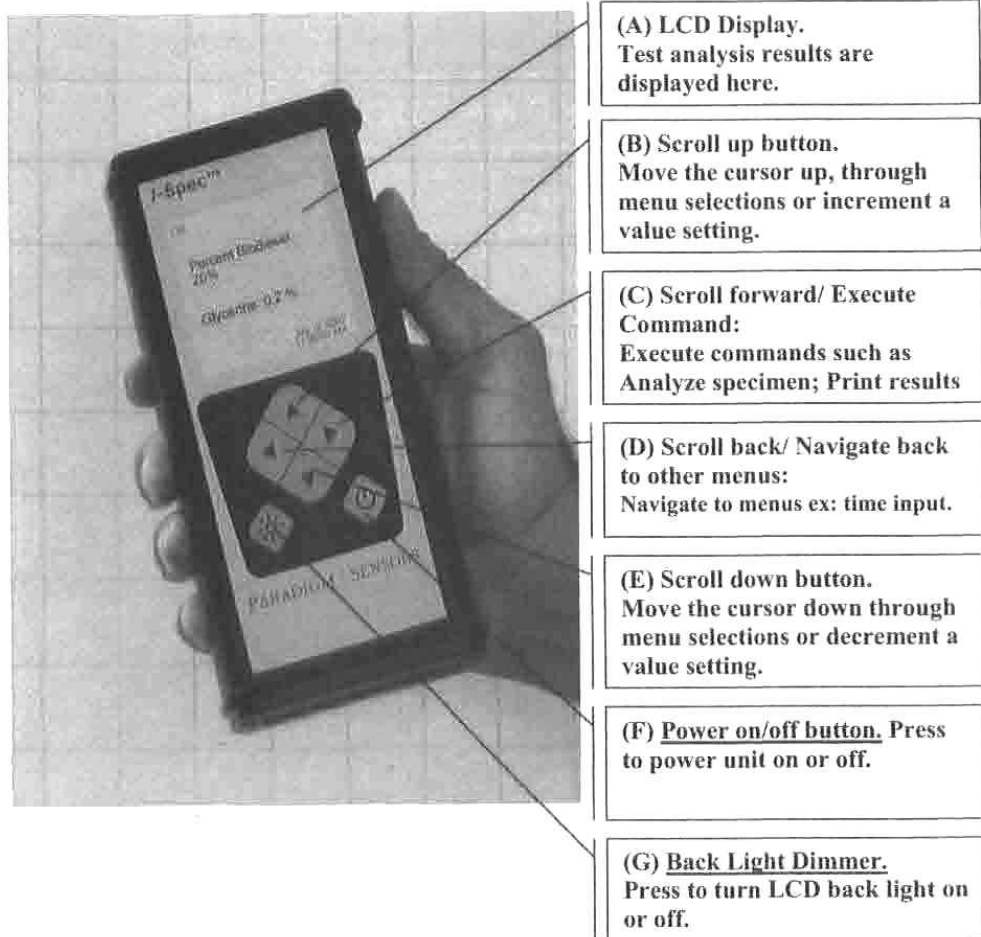 i-Spec™
Percent Biodiesel
20%
Glycerine 0.2 %
PARADIGM SENSORS
(A) LCD Display.
Test analysis results are
displayed here.
(B) Scroll up button.
Move the cursor up, through
menu selections or increment a
value setting.
(C) Scroll forward/ Execute
Command:
Execute commands such as
Analyze specimen; Print results
(D) Scroll back/ Navigate back
to other menus:
Navigate to menus ex: time input.
(E) Scroll down button.
Move the cursor down through
menu selections or decrement a
value setting.
(F) Power on/off button. Press
to power unit on or off.
(G) Back Light Dimmer.
Press to turn LCD back light on
or off.